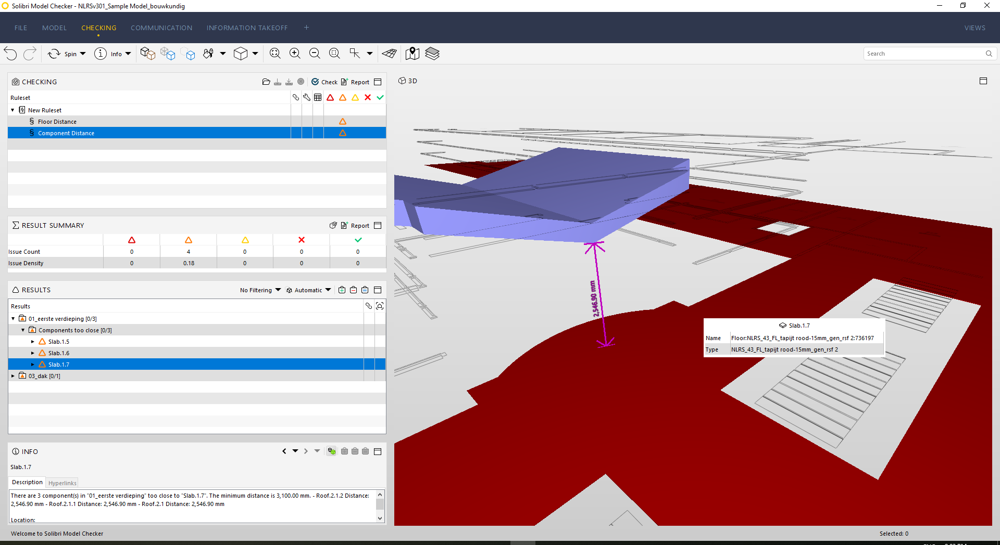 Solibri Model Checker - NLRSv301_Sample Model_bouwkundig
FILE MODEL CHECKING COMMUNICATION INFORMATION TAKEOFF + VIEWS
Spin Info Search
CHECKING Check Report
Ruleset
New Ruleset
§ Floor Distance
§ Component Distance
RESULT SUMMARY Report
Issue Count 0 4 0 0 0
Issue Density 0 0.18 0 0 0
RESULTS No Filtering Automatic
Results
01_eerste verdieping [0/3]
Components too close [0/3]
Slab.1.5
Slab.1.6
Slab.1.7
03_dak [0/1]
INFO
Slab.1.7
Description Hyperlinks
There are 3 component(s) in "01_eerste verdieping" too close to "Slab.1.7". The minimum distance is 3,100.00 mm. - Roof.2.1.2 Distance:
2,546.90 mm - Roof.2.1.1 Distance: 2,546.90 mm - Roof.2.1 Distance: 2,546.90 mm
Location:
3D
2,546.90 mm
Slab.1.7
Name Floor:NLRS_43_FL_tapijt rood-15mm_gen_rsf 2:736197
Type NLRS_43_FL_tapijt rood-15mm_gen_rsf 2
Welcome to Solibri Model Checker
Selected: 0